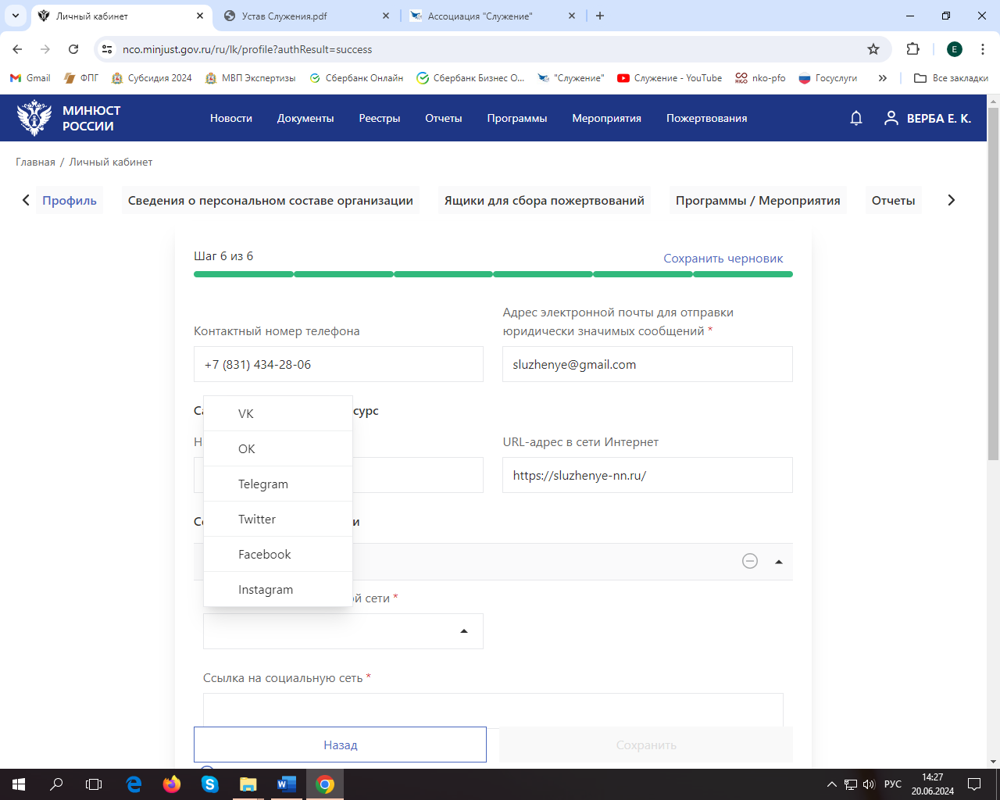 Личный кабинет
Устав Служения.pdf
Ассоциация "Служение"
nco.minjust.gov.ru/ru/lk/profile?authResult=success
E
Gmail
ФПГ
Субсидия 2024
МВП Экспертизы
Сбербанк Онлайн
Сбербанк Бизнес О...
"Служение"
Служение - YouTube
nko-pfo
Госуслуги
»
Все закладки
МИНЮСТ
РОССИИ
Новости
Документы
Реестры
Отчеты
Программы
Мероприятия
Пожертвования
ВЕРБА Е. К.
Главная / Личный кабинет
Профиль
Сведения о персональном составе организации
Ящики для сбора пожертвований
Программы / Мероприятия
Отчеты
Шаг 6 из 6
Сохранить черновик
Контактный номер телефона
Адрес электронной почты для отправки
юридически значимых сообщений *
+7 (831) 434-28-06
sluzhenye@gmail.com
сурс
URL-адрес в сети Интернет
https://sluzhenye-nn.ru/
VK
OK
Telegram
Twitter
Facebook
Instagram
й сети *
Ссылка на социальную сеть *
Назад
Сохранить
РУС
14:27
20.06.2024